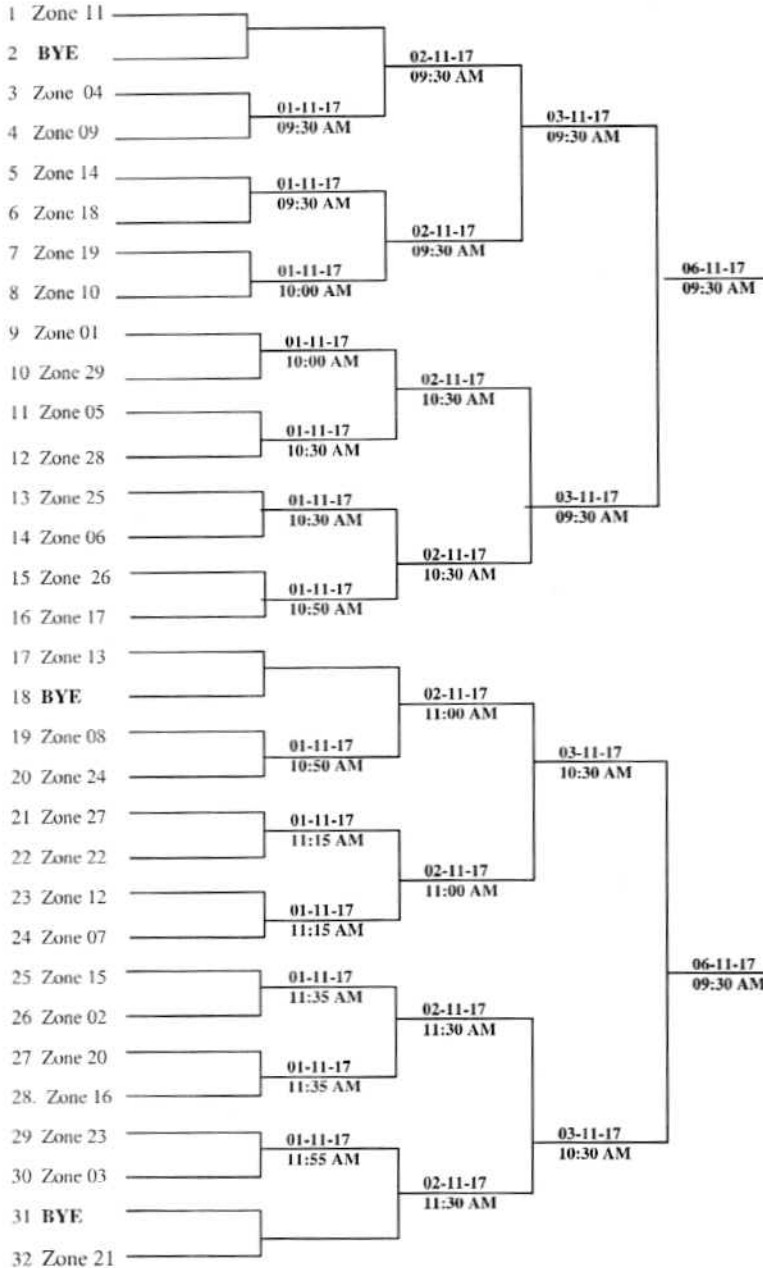 1 Zone 11
2 BYE
3 Zone 04
4 Zone 09
5 Zone 14
6 Zone 18
7 Zone 19
8 Zone 10
9 Zone 01
10 Zone 29
11 Zone 05
12 Zone 28
13 Zone 25
14 Zone 06
15 Zone 26
16 Zone 17
17 Zone 13
18 BYE
19 Zone 08
20 Zone 24
21 Zone 27
22 Zone 22
23 Zone 12
24 Zone 07
25 Zone 15
26 Zone 02
27 Zone 20
28. Zone 16
29 Zone 23
30 Zone 03
31 BYE
32 Zone 21
01-11-17
09:30 AM
01-11-17
09:30 AM
01-11-17
10:00 AM
01-11-17
10:00 AM
01-11-17
10:30 AM
01-11-17
10:30 AM
01-11-17
10:50 AM
01-11-17
10:50 AM
01-11-17
11:15 AM
01-11-17
11:15 AM
01-11-17
11:35 AM
01-11-17
11:35 AM
01-11-17
11:55 AM
02-11-17
09:30 AM
02-11-17
09:30 AM
02-11-17
10:30 AM
02-11-17
10:30 AM
02-11-17
11:00 AM
02-11-17
11:00 AM
02-11-17
11:30 AM
02-11-17
11:30 AM
03-11-17
09:30 AM
03-11-17
09:30 AM
03-11-17
10:30 AM
03-11-17
10:30 AM
06-11-17
09:30 AM
06-11-17
09:30 AM